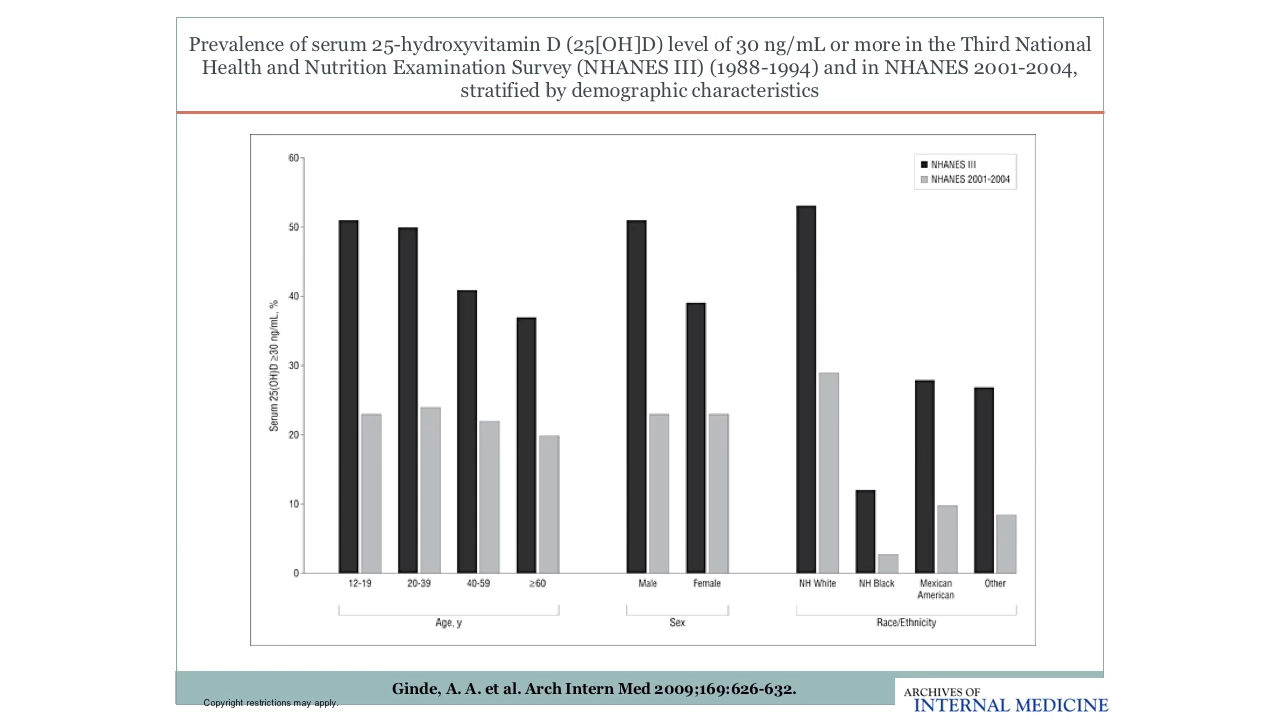 Prevalence of serum 25-hydroxyvitamin D (25[OH]D) level of 30 ng/mL or more in the Third National
Health and Nutrition Examination Survey (NHANES III) (1988-1994) and in NHANES 2001-2004,
stratified by demographic characteristics
NHANES III
NHANES 2001-2004
Serum 25(OH)D ≥30 ng/mL, %
60
50
40
30
20
10
0
12-19
20-39
40-59
≥60
Male
Female
NH White
NH Black
Mexican
American
Other
Age, y
Sex
Race/Ethnicity
Ginde, A. A. et al. Arch Intern Med 2009;169:626-632.
Copyright restrictions may apply.
ARCHIVES OF
INTERNAL MEDICINE